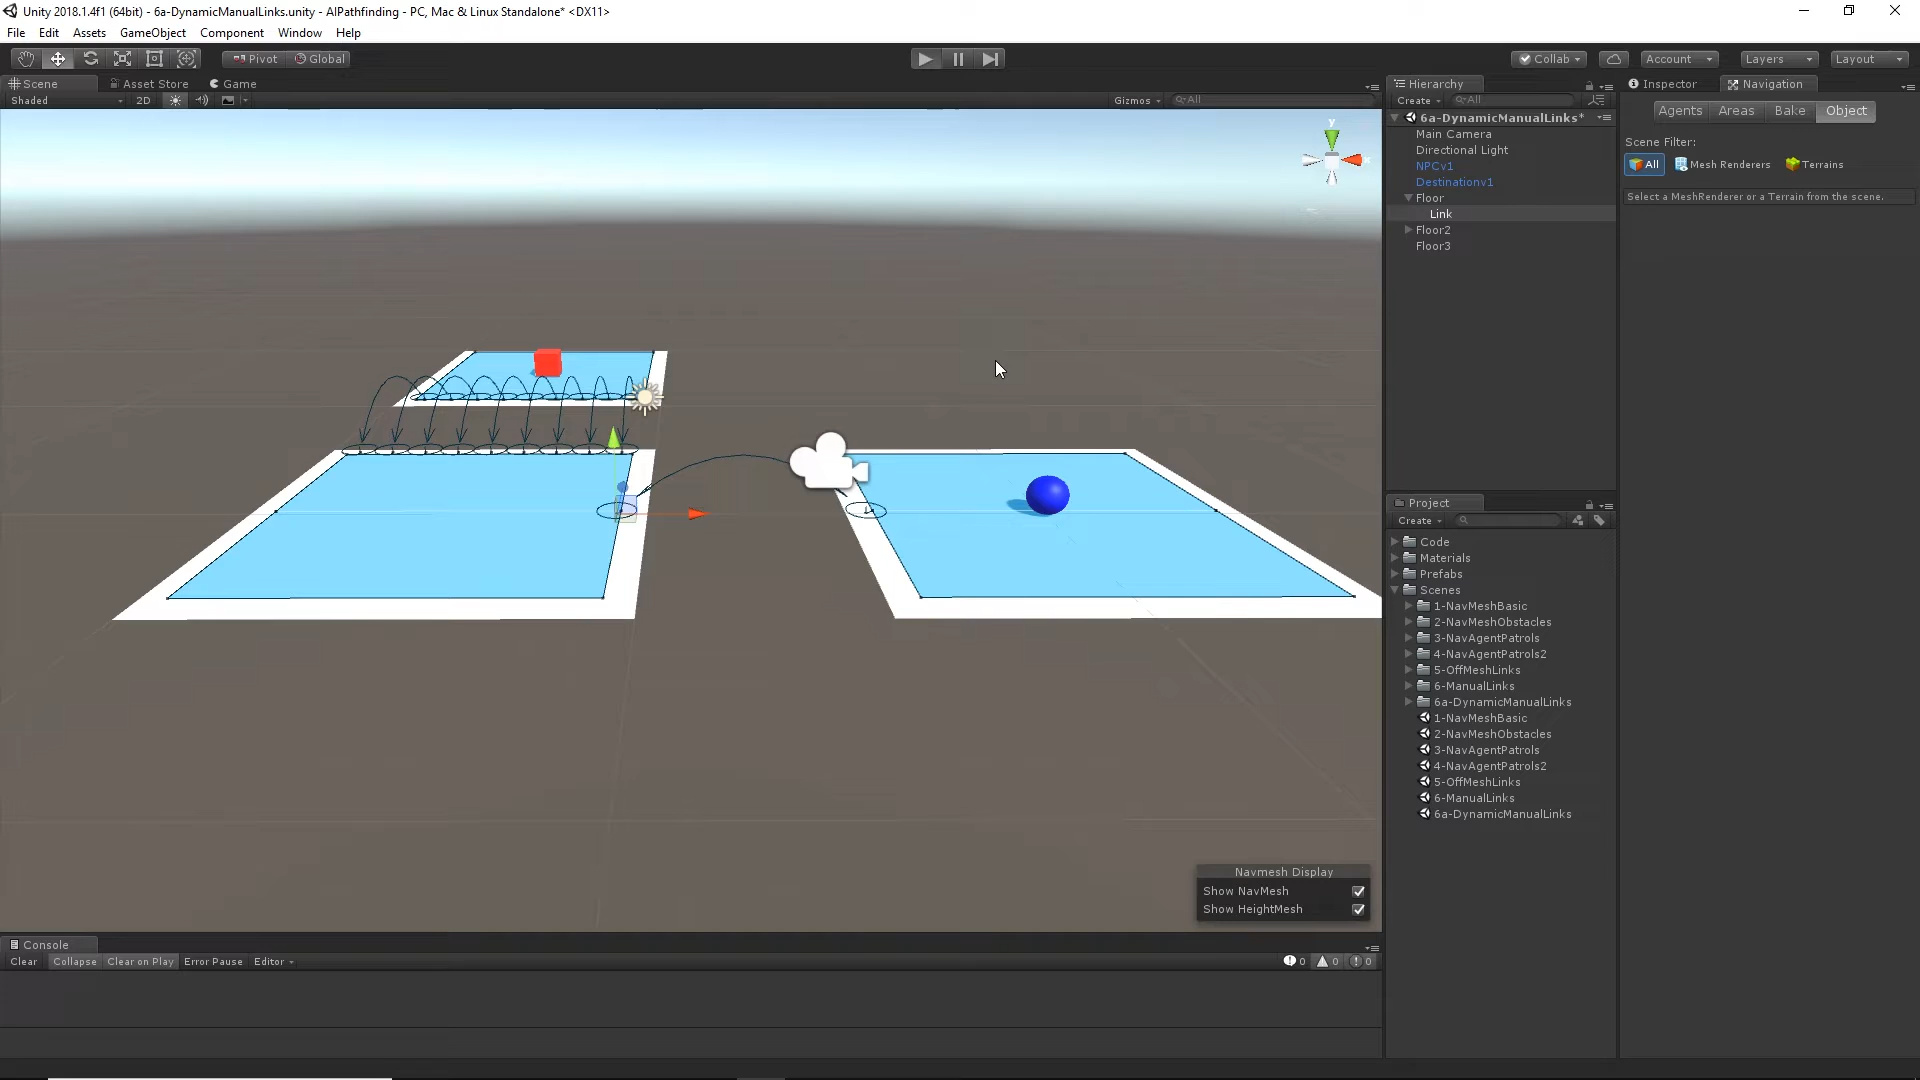 Unity 2018.1.4f1 (64bit) - 6a-DynamicManualLinks.unity - AIPathfinding - PC, Mac & Linux Standalone* <DX11>
File Edit Assets GameObject Component Window Help
Pivot Global Collab Account Layers Layout
Scene Asset Store Game
Shaded 2D Gizmos All
y
x
Hierarchy
Create All
6a-DynamicManualLinks*
Main Camera
Directional Light
NPCv1
Destinationv1
Floor
Link
Floor2
Floor3
Inspector Navigation
Agents Areas Bake Object
Scene Filter:
All Mesh Renderers Terrains
Select a MeshRenderer or a Terrain from the scene.
Project
Create
Code
Materials
Prefabs
Scenes
1-NavMeshBasic
2-NavMeshObstacles
3-NavAgentPatrols
4-NavAgentPatrols2
5-OffMeshLinks
6-ManualLinks
6a-DynamicManualLinks
1-NavMeshBasic
2-NavMeshObstacles
3-NavAgentPatrols
4-NavAgentPatrols2
5-OffMeshLinks
6-ManualLinks
6a-DynamicManualLinks
Navmesh Display
Show NavMesh
Show HeightMesh
Console
Clear Collapse Clear on Play Error Pause Editor 0 0 0